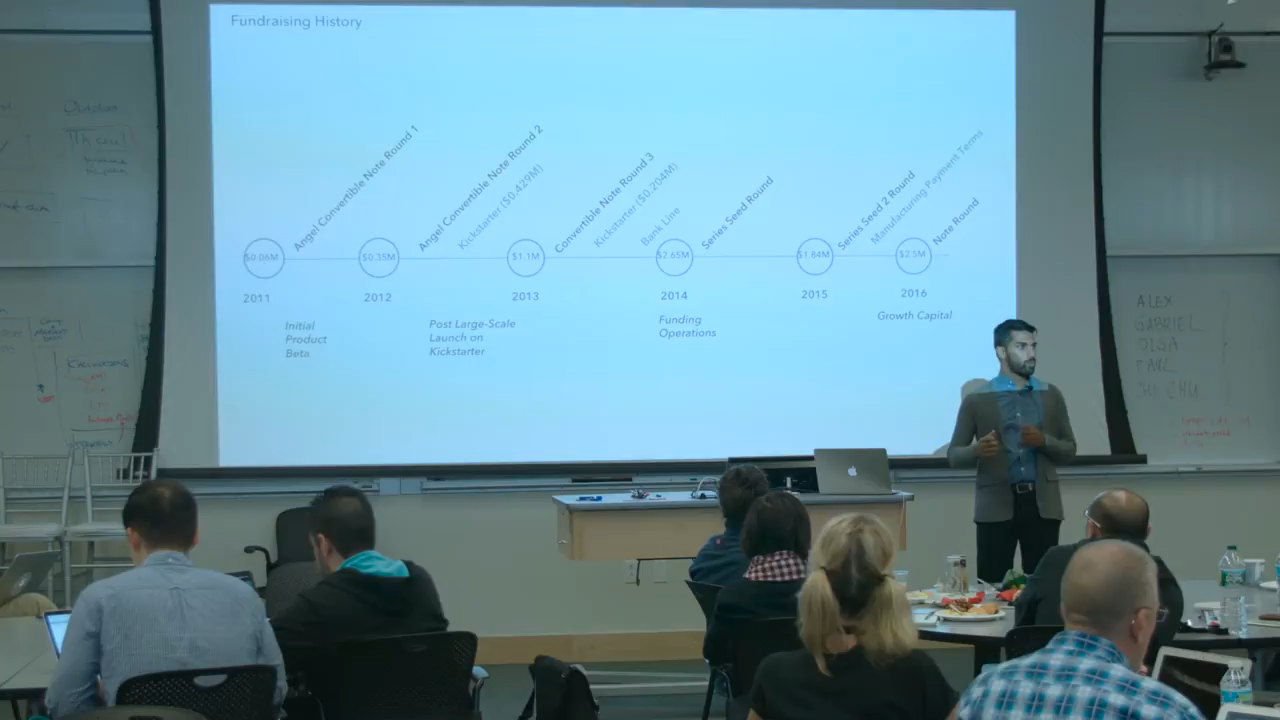 Fundraising History
Angel Convertible Note Round 1
Angel Convertible Note Round 2
Kickstarter ($0.429M)
Convertible Note Round 3
Kickstarter ($0.204M)
Bank Line
Series Seed Round
Series Seed 2 Round
Manufacturing Payment Terms
Note Round
$0.06M
$0.35M
$1.1M
$2.65M
$1.84M
$2.5M
2011
2012
2013
2014
2015
2016
Initial
Product
Beta
Post Large-Scale
Launch on
Kickstarter
Funding
Operations
Growth Capital
ALEX
GABRIEL
OLGA